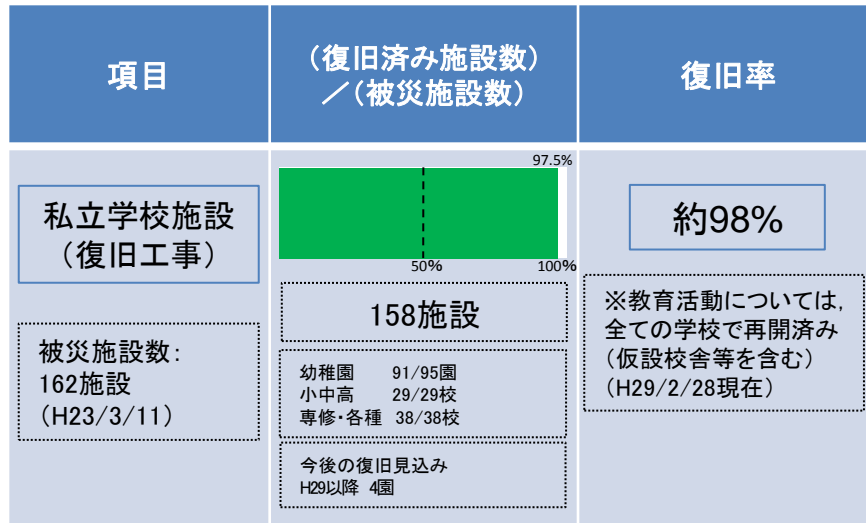 項目
（復旧済み施設数）
／（被災施設数）
復旧率
私立学校施設
（復旧工事）
被災施設数：
162施設
（H23/3/11）
97.5%
50%
100%
158施設
幼稚園 91/95園
小中高 29/29校
専修・各種 38/38校
今後の復旧見込み
H29以降 4園
約98%
※教育活動については，
全ての学校で再開済み
（仮設校舎等を含む）
（H29/2/28現在）